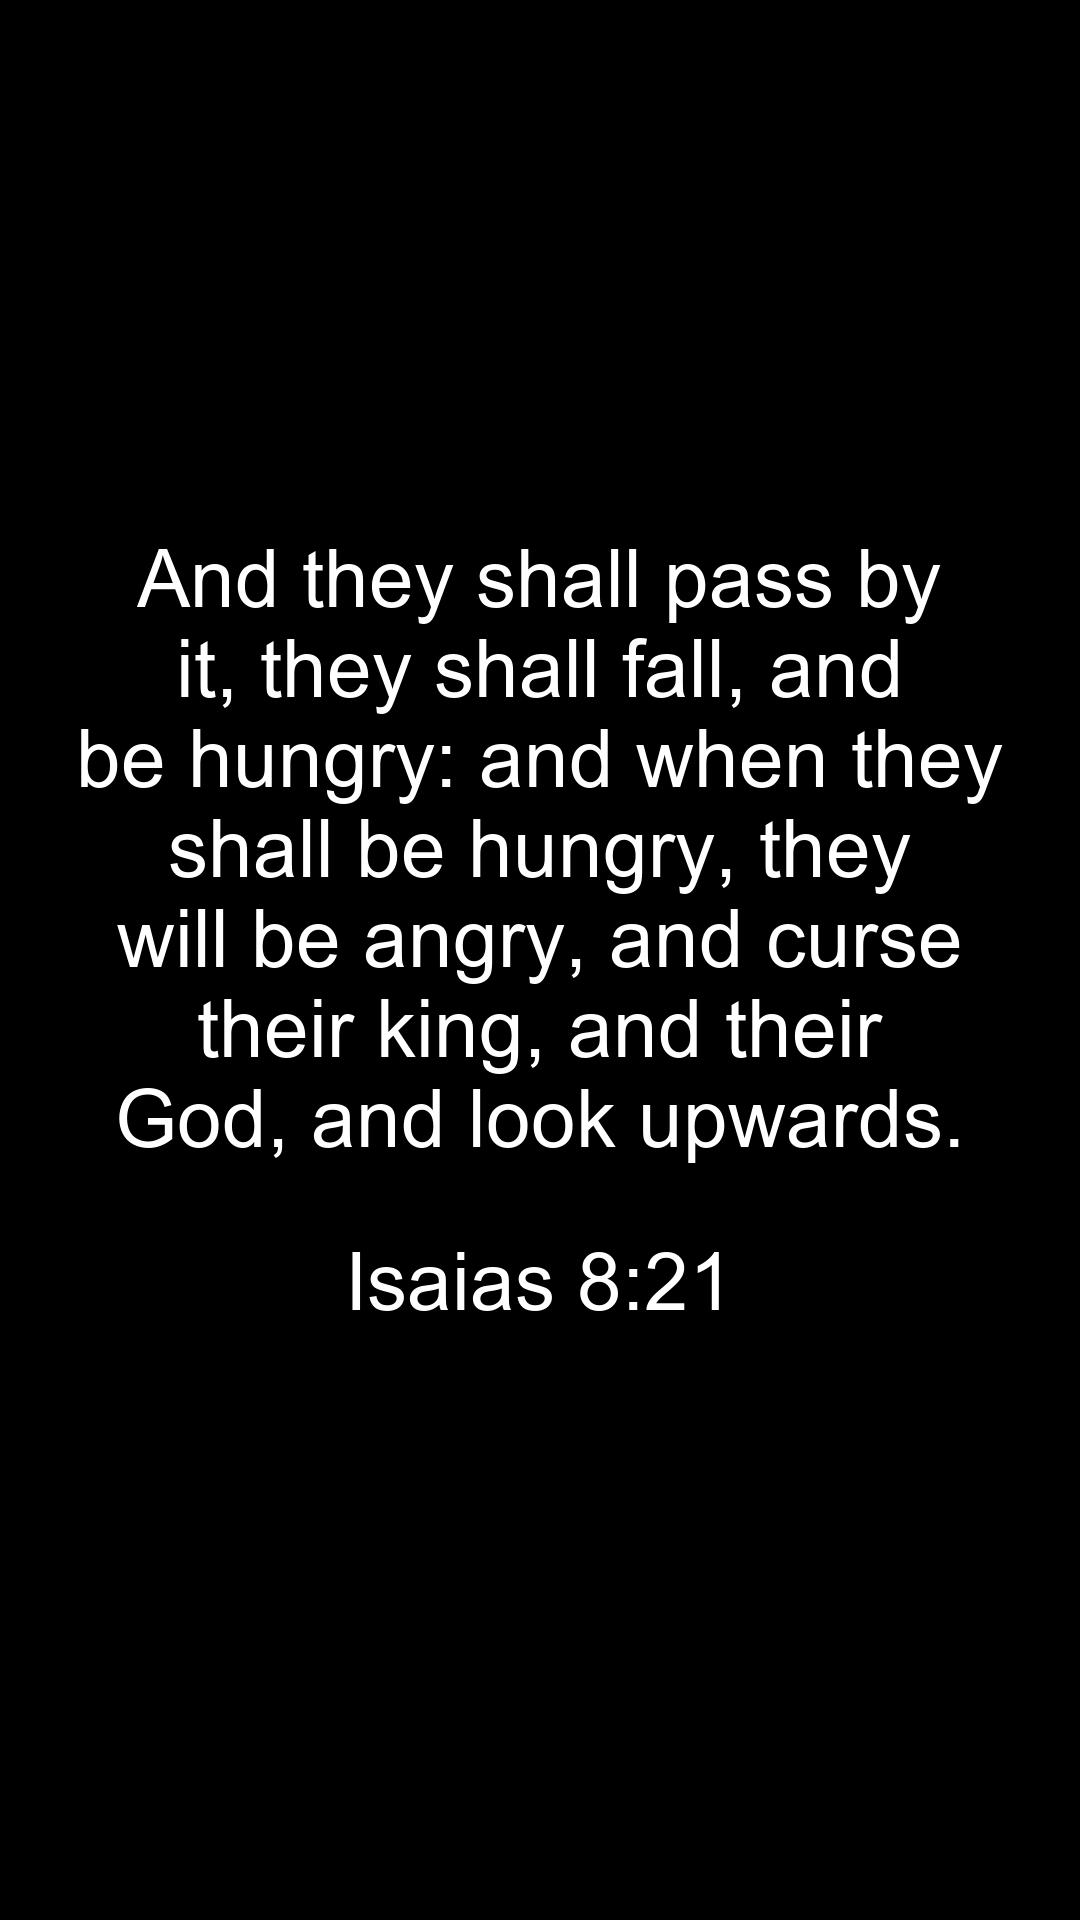 And they shall pass by
it, they shall fall, and
be hungry: and when they
shall be hungry, they
will be angry, and curse
their king, and their
God, and look upwards.
Isaias 8:21